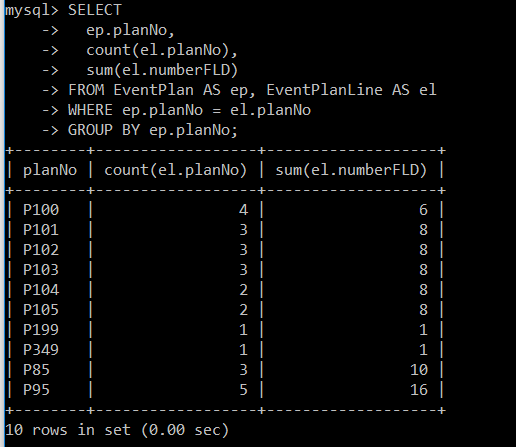 mysql> SELECT
    ->   ep.planNo,
    ->   count(el.planNo),
    ->   sum(el.numberFLD)
    -> FROM EventPlan AS ep, EventPlanLine AS el
    -> WHERE ep.planNo = el.planNo
    -> GROUP BY ep.planNo;
+--------+------------------+-------------------+
| planNo | count(el.planNo) | sum(el.numberFLD) |
+--------+------------------+-------------------+
| P100   |                4 |                 6 |
| P101   |                3 |                 8 |
| P102   |                3 |                 8 |
| P103   |                3 |                 8 |
| P104   |                2 |                 8 |
| P105   |                2 |                 8 |
| P199   |                1 |                 1 |
| P349   |                1 |                 1 |
| P85    |                3 |                10 |
| P95    |                5 |                16 |
+--------+------------------+-------------------+
10 rows in set (0.00 sec)